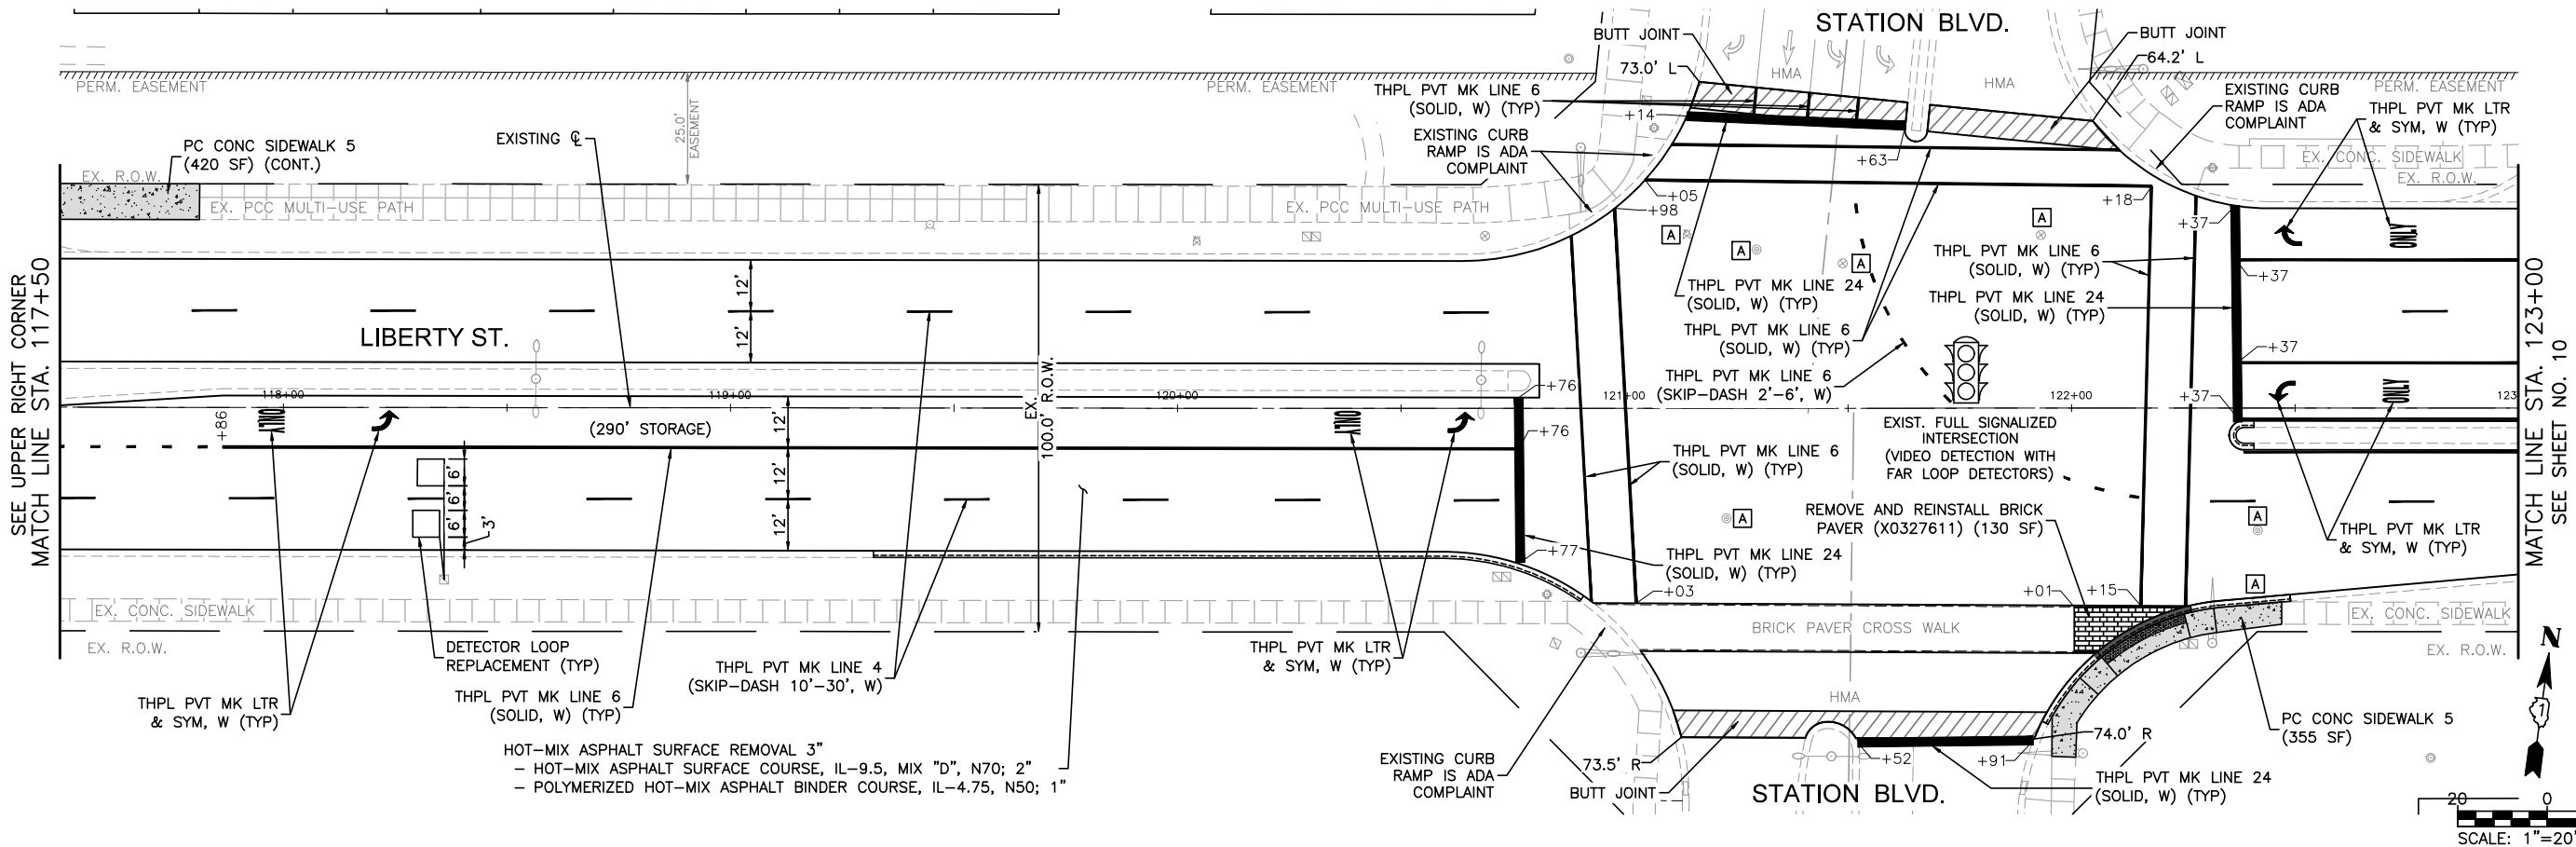 STATION BLVD.
BUTT JOINT
BUTT JOINT
73.0' L
64.2' L
HMA
HMA
PERM. EASEMENT
PERM. EASEMENT
PERM. EASEMENT
THPL PVT MK LINE 6
(SOLID, W) (TYP)
+14
EXISTING CURB
RAMP IS ADA
COMPLAINT
EXISTING CURB
RAMP IS ADA
COMPLAINT
THPL PVT MK LTR
& SYM, W (TYP)
25.0'
EASEMENT
EXISTING ℄
PC CONC SIDEWALK 5
(420 SF) (CONT.)
EX. R.O.W.
EX. PCC MULTI-USE PATH
EX. PCC MULTI-USE PATH
+63
+05
+98
+18
+37
EX. CONC. SIDEWALK
EX. R.O.W.
A
A
A
A
ONLY
THPL PVT MK LINE 6
(SOLID, W) (TYP)
+37
THPL PVT MK LINE 24
(SOLID, W) (TYP)
THPL PVT MK LINE 24
(SOLID, W) (TYP)
THPL PVT MK LINE 6
(SOLID, W) (TYP)
THPL PVT MK LINE 6
(SKIP-DASH 2'-6', W)
SEE UPPER RIGHT CORNER
MATCH LINE STA. 117+50
LIBERTY ST.
12'
12'
EX.
100.0' R.O.W.
+37
+37
ONLY
MATCH LINE STA. 123+00
SEE SHEET NO. 10
118+00
119+00
120+00
121+00
122+00
123
+76
+76
+86
ONLY
(290' STORAGE)
ONLY
12'
12'
12'
6'
6'
6'
3'
EXIST. FULL SIGNALIZED
INTERSECTION
(VIDEO DETECTION WITH
FAR LOOP DETECTORS)
THPL PVT MK LINE 6
(SOLID, W) (TYP)
A
A
REMOVE AND REINSTALL BRICK
PAVER (X0327611) (130 SF)
THPL PVT MK LTR
& SYM, W (TYP)
+77
THPL PVT MK LINE 24
(SOLID, W) (TYP)
+03
+01
+15
A
EX. CONC. SIDEWALK
EX. R.O.W.
BRICK PAVER CROSS WALK
EX. CONC. SIDEWALK
EX. R.O.W.
DETECTOR LOOP
REPLACEMENT (TYP)
THPL PVT MK LINE 4
(SKIP-DASH 10'-30', W)
THPL PVT MK LTR
& SYM, W (TYP)
THPL PVT MK LTR
& SYM, W (TYP)
THPL PVT MK LINE 6
(SOLID, W) (TYP)
HMA
N
PC CONC SIDEWALK 5
(355 SF)
HOT-MIX ASPHALT SURFACE REMOVAL 3"
- HOT-MIX ASPHALT SURFACE COURSE, IL-9.5, MIX "D", N70; 2"
- POLYMERIZED HOT-MIX ASPHALT BINDER COURSE, IL-4.75, N50; 1"
EXISTING CURB
RAMP IS ADA
COMPLAINT
73.5' R
BUTT JOINT
+52
+91
74.0' R
THPL PVT MK LINE 24
(SOLID, W) (TYP)
STATION BLVD.
20 0
SCALE: 1"=20'